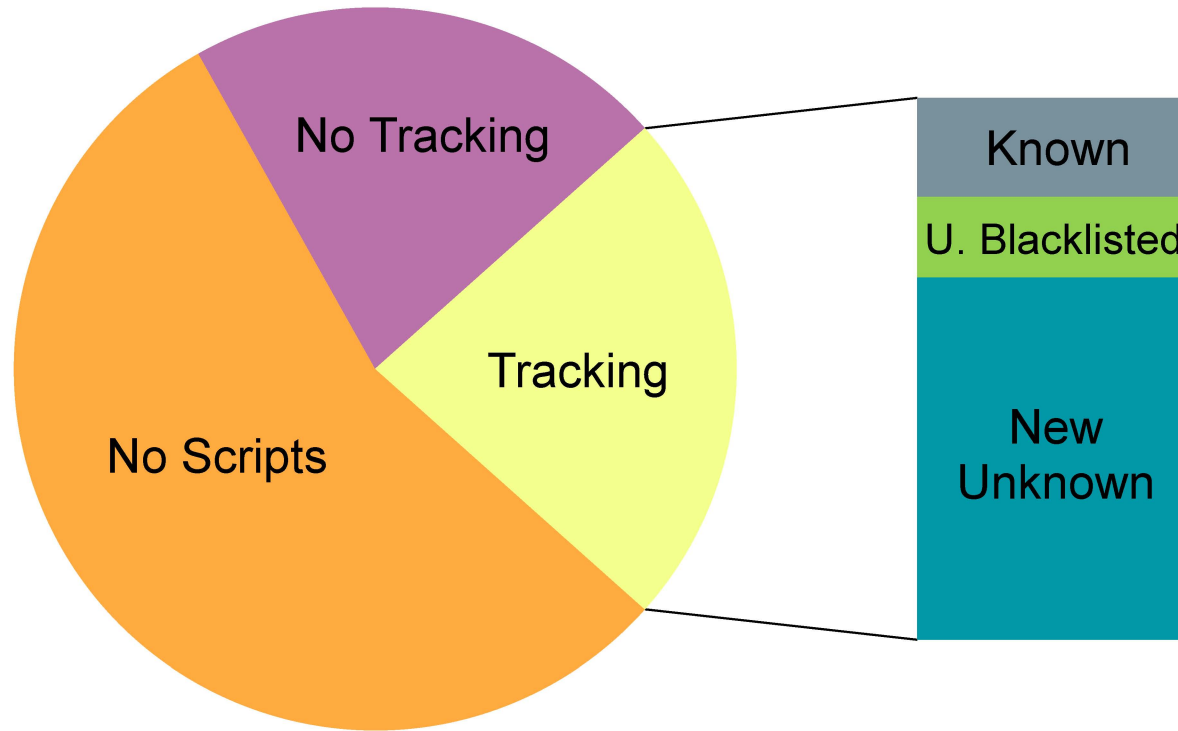 No Tracking
Tracking
No Scripts
Known
U. Blacklisted
New
Unknown